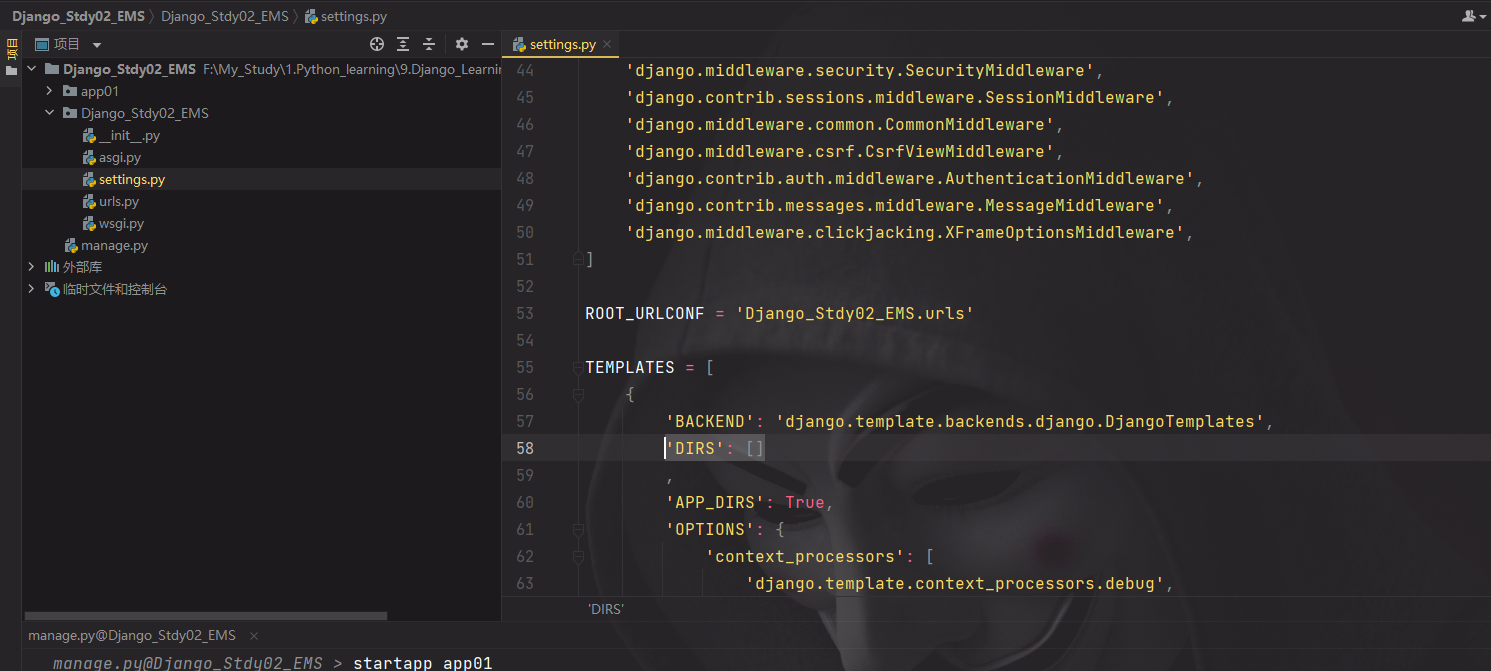 Django_Stdy02_EMS 〉 Django_Stdy02_EMS 〉 settings.py
项目
项目
settings.py ×
Django_Stdy02_EMS F:\My_Study\1.Python_learning\9.Django_Learnin
app01
Django_Stdy02_EMS
__init__.py
asgi.py
settings.py
urls.py
wsgi.py
manage.py
外部库
临时文件和控制台
44 'django.middleware.security.SecurityMiddleware',
45 'django.contrib.sessions.middleware.SessionMiddleware',
46 'django.middleware.common.CommonMiddleware',
47 'django.middleware.csrf.CsrfViewMiddleware',
48 'django.contrib.auth.middleware.AuthenticationMiddleware',
49 'django.contrib.messages.middleware.MessageMiddleware',
50 'django.middleware.clickjacking.XFrameOptionsMiddleware',
51 ]
52
53 ROOT_URLCONF = 'Django_Stdy02_EMS.urls'
54
55 TEMPLATES = [
56 {
57 'BACKEND': 'django.template.backends.django.DjangoTemplates',
58 'DIRS': []
59 ,
60 'APP_DIRS': True,
61 'OPTIONS': {
62 'context_processors': [
63 'django.template.context_processors.debug',
'DIRS'
manage.py@Django_Stdy02_EMS ×
manage.py@Django_Stdy02_EMS > startapp app01